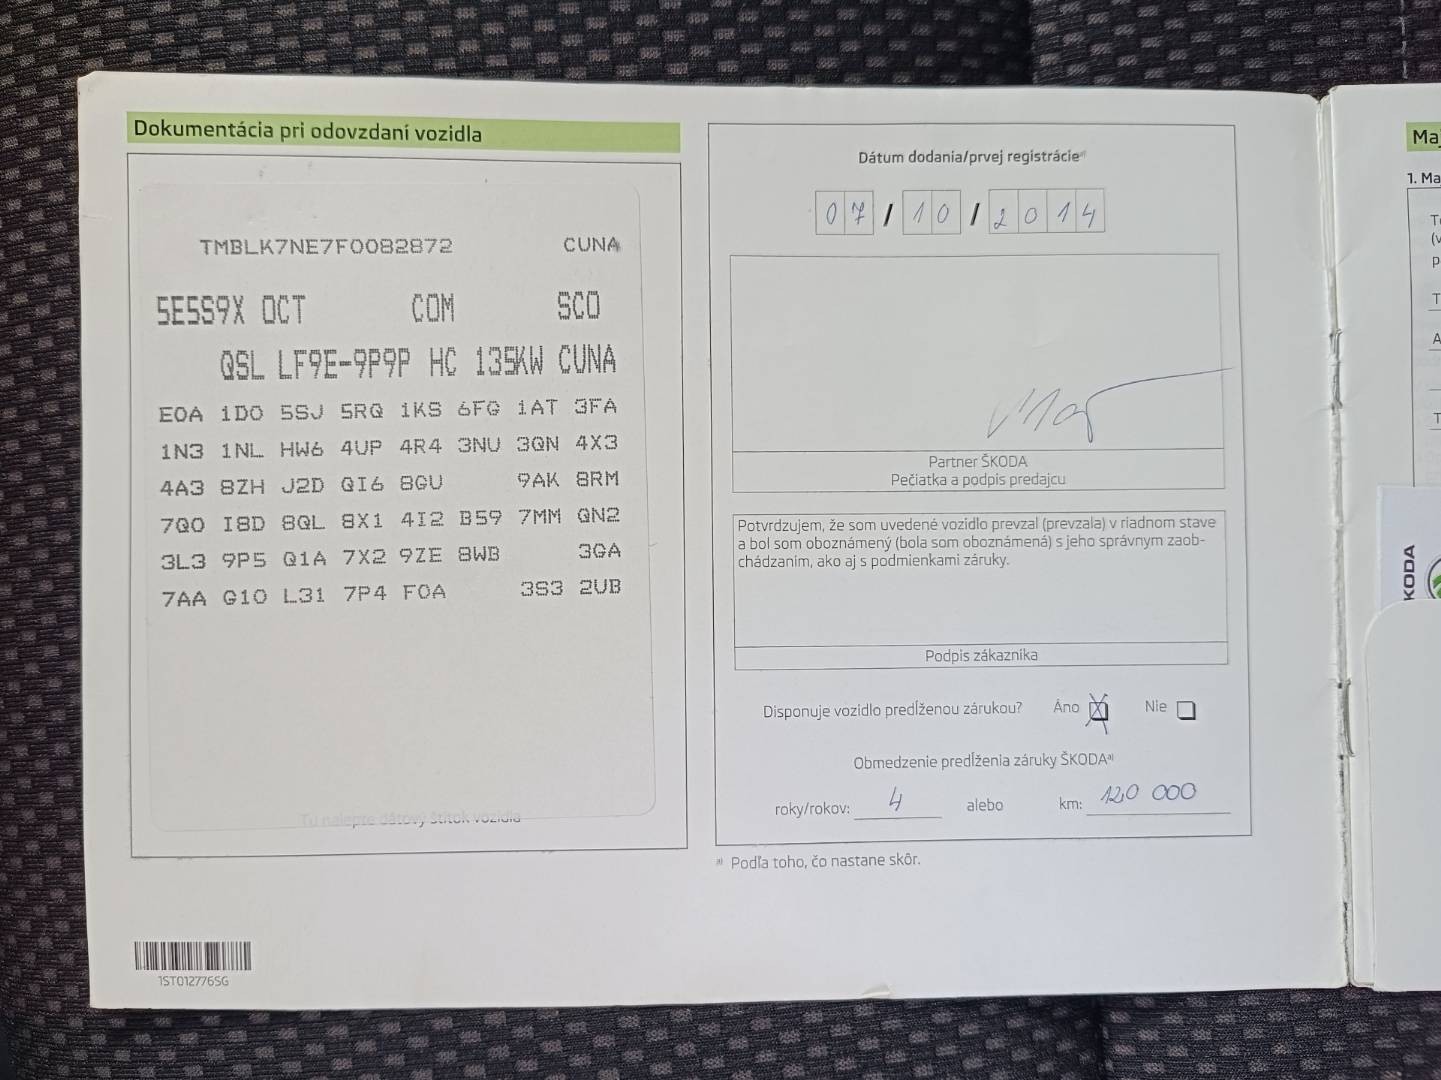 Dokumentácia pri odovzdaní vozidla
TMBLK7NE7F0082872 CUNA
5E5S9X OCT COM SCO
QSL LF9E-9P9P HC 135KW CUNA
E0A 1D0 5SJ 5RQ 1KS 6FG 1AT 3FA
1N3 1NL HW6 4UP 4R4 3NU 3QN 4X3
4A3 8ZH J2D QI6 8GU 9AK 8RM
7Q0 I8D 8QL 8X1 4I2 B59 7MM QN2
3L3 9P5 Q1A 7X2 9ZE 8WB 3GA
7AA G10 L31 7P4 F0A 3S3 2UB
Tu nalepte dátový štítok vozidla
1ST012776SG
Dátum dodania/prvej registrácie a)
07 / 10 / 2014
Partner ŠKODA
Pečiatka a podpis predajcu
Potvrdzujem, že som uvedené vozidlo prevzal (prevzala) v riadnom stave
a bol som oboznámený (bola som oboznámená) s jeho správnym zaob-
chádzaním, ako aj s podmienkami záruky.
Podpis zákazníka
Disponuje vozidlo predĺženou zárukou? Áno X Nie
Obmedzenie predĺženia záruky ŠKODA a)
roky/rokov: 4 alebo km: 120 000
a) Podľa toho, čo nastane skôr.
1. Ma
KODA